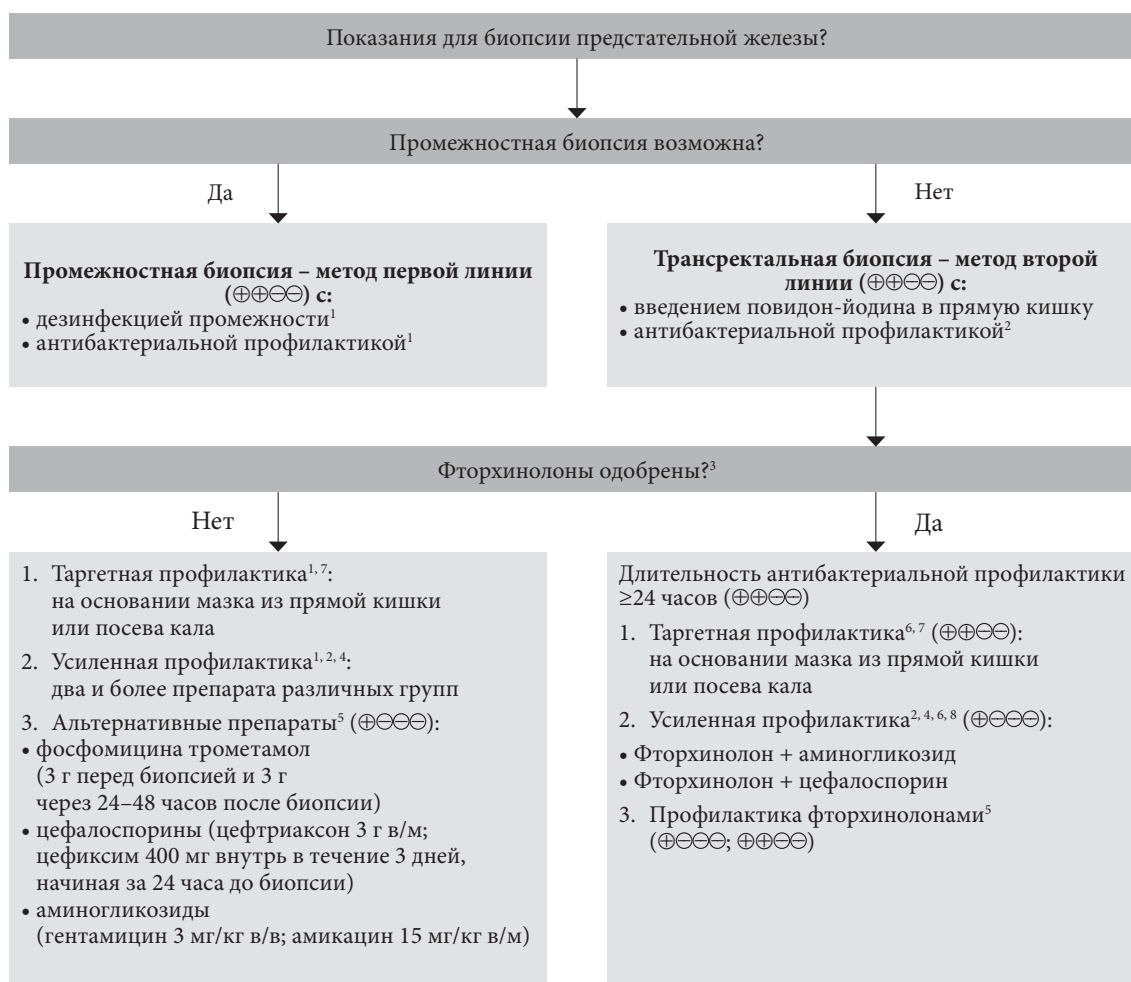 Показания для биопсии предстательной железы?
Промежностная биопсия возможна?
Да
Нет
Промежностная биопсия – метод первой линии
(⊕⊕⊖⊖) с:
• дезинфекцией промежности¹
• антибактериальной профилактикой¹
Трансректальная биопсия – метод второй
линии (⊕⊕⊖⊖) с:
• введением повидон-йодина в прямую кишку
• антибактериальной профилактикой²
Фторхинолоны одобрены?³
Нет
Да
1. Таргетная профилактика¹, ⁷:
на основании мазка из прямой кишки
или посева кала
2. Усиленная профилактика¹, ², ⁴:
два и более препарата различных групп
3. Альтернативные препараты⁵ (⊕⊖⊖⊖):
• фосфомицина трометамол
(3 г перед биопсией и 3 г
через 24–48 часов после биопсии)
• цефалоспорины (цефтриаксон 3 г в/м;
цефиксим 400 мг внутрь в течение 3 дней,
начиная за 24 часа до биопсии)
• аминогликозиды
(гентамицин 3 мг/кг в/в; амикацин 15 мг/кг в/м)
Длительность антибактериальной профилактики
≥24 часов (⊕⊕⊖⊖)
1. Таргетная профилактика⁶, ⁷ (⊕⊕⊖⊖):
на основании мазка из прямой кишки
или посева кала
2. Усиленная профилактика², ⁴, ⁶, ⁸ (⊕⊖⊖⊖):
• Фторхинолон + аминогликозид
• Фторхинолон + цефалоспорин
3. Профилактика фторхинолонами⁵
(⊕⊖⊖⊖; ⊕⊕⊖⊖)